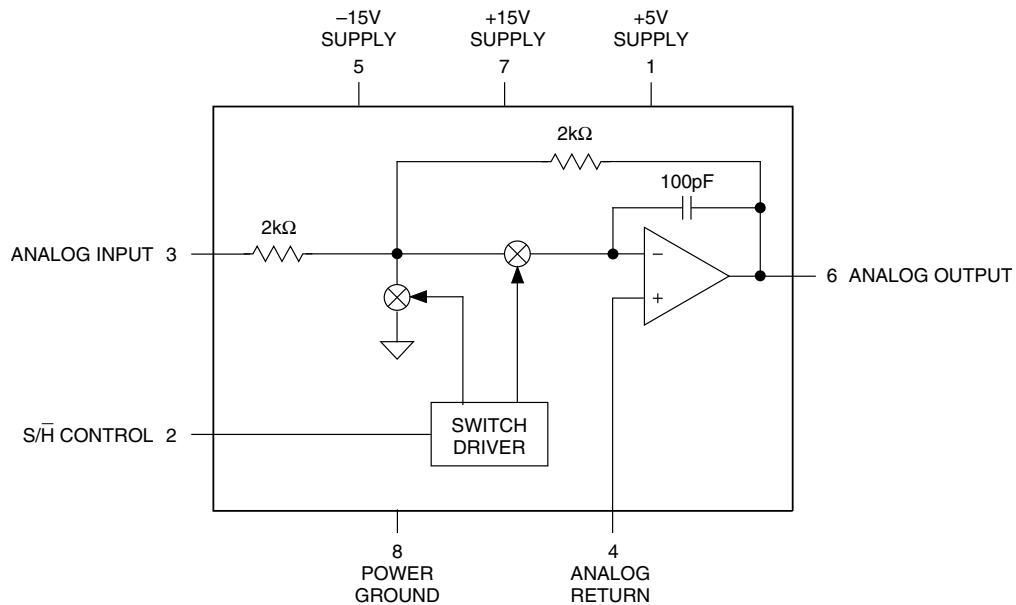 –15V
SUPPLY
5
+15V
SUPPLY
7
+5V
SUPPLY
1
2kΩ
100pF
2kΩ
ANALOG INPUT 3
–
+
6 ANALOG OUTPUT
S/H̅ CONTROL 2
SWITCH
DRIVER
8
POWER
GROUND
4
ANALOG
RETURN